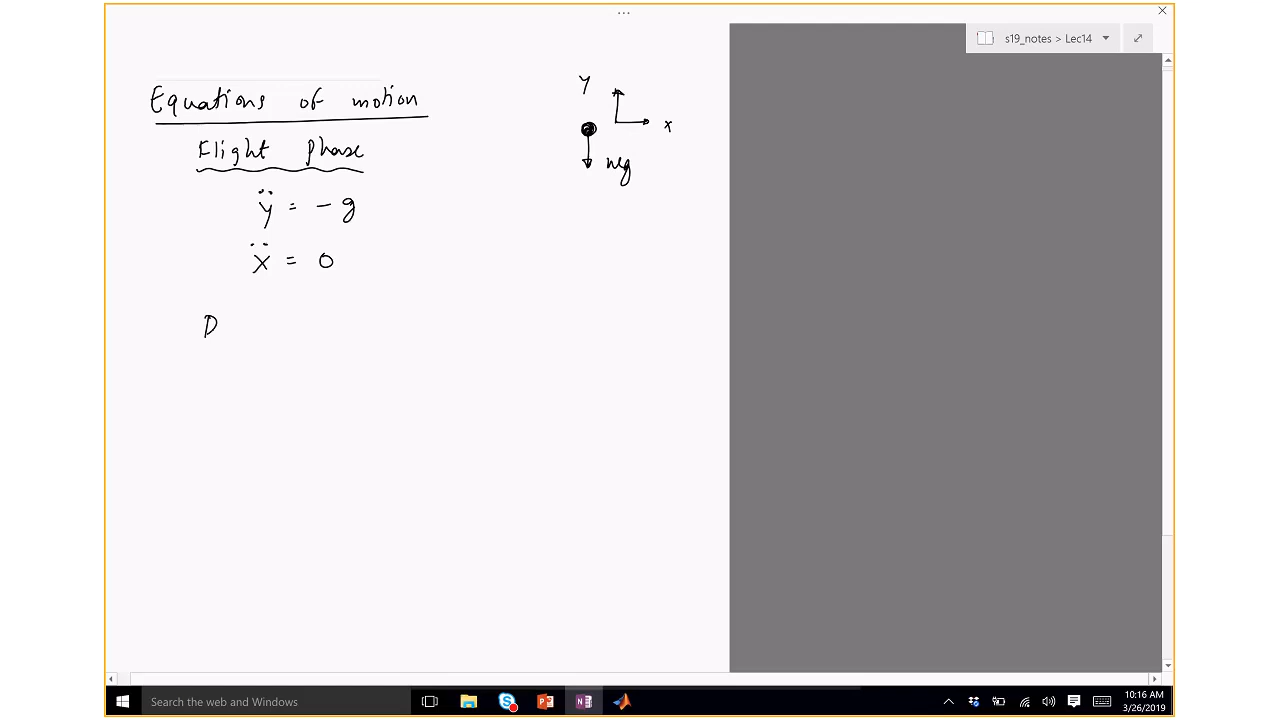 ...
s19_notes > Lec14
Equations of motion
Flight phase
ÿ = - g
ẍ = 0
D
y
x
mg
Search the web and Windows
10:16 AM
3/26/2019